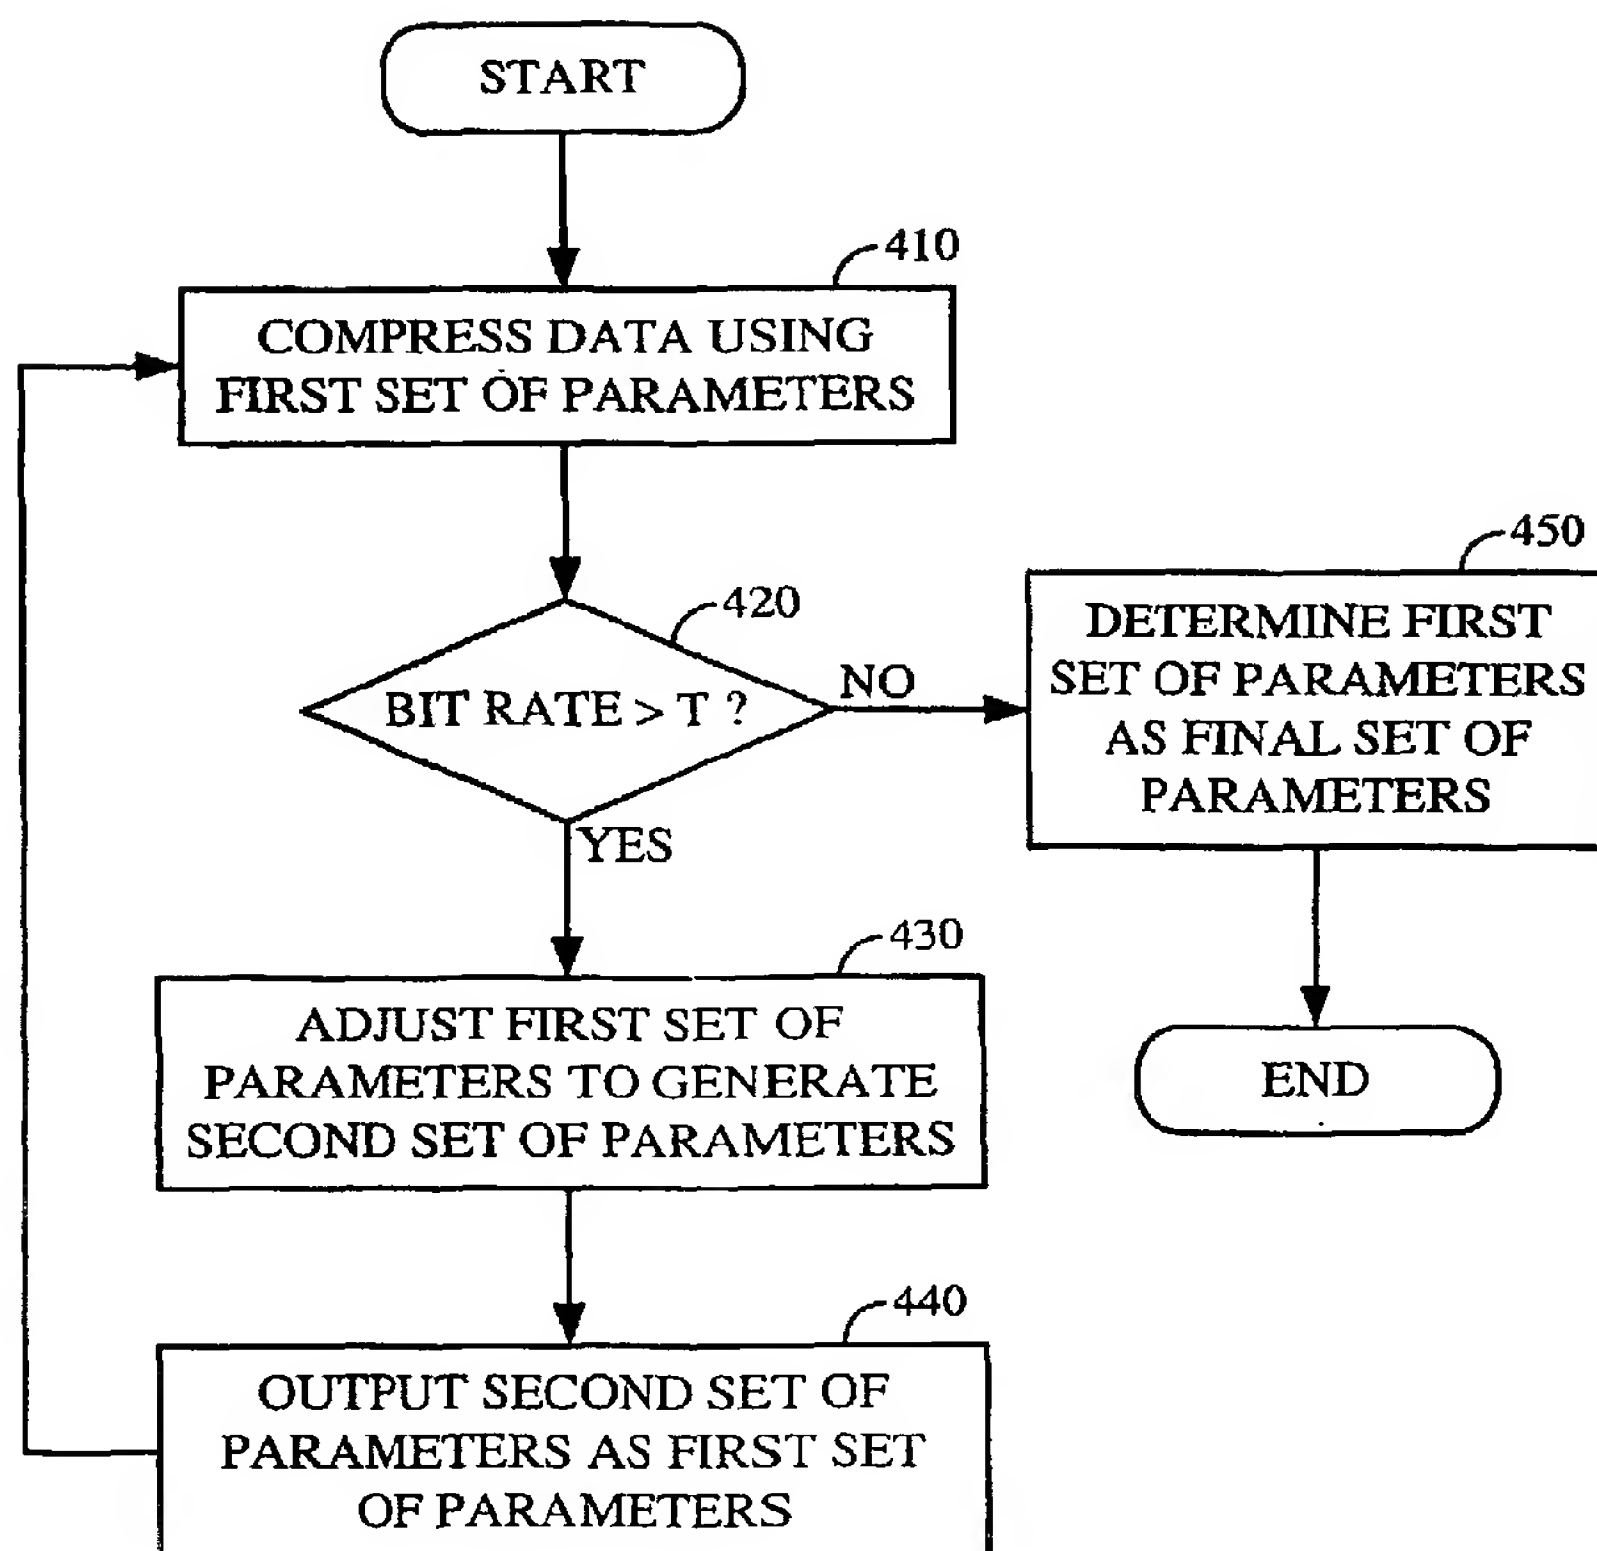 START
410
COMPRESS DATA USING
FIRST SET OF PARAMETERS
420
BIT RATE > T ?
NO
YES
450
DETERMINE FIRST
SET OF PARAMETERS
AS FINAL SET OF
PARAMETERS
430
ADJUST FIRST SET OF
PARAMETERS TO GENERATE
SECOND SET OF PARAMETERS
END
440
OUTPUT SECOND SET OF
PARAMETERS AS FIRST SET
OF PARAMETERS